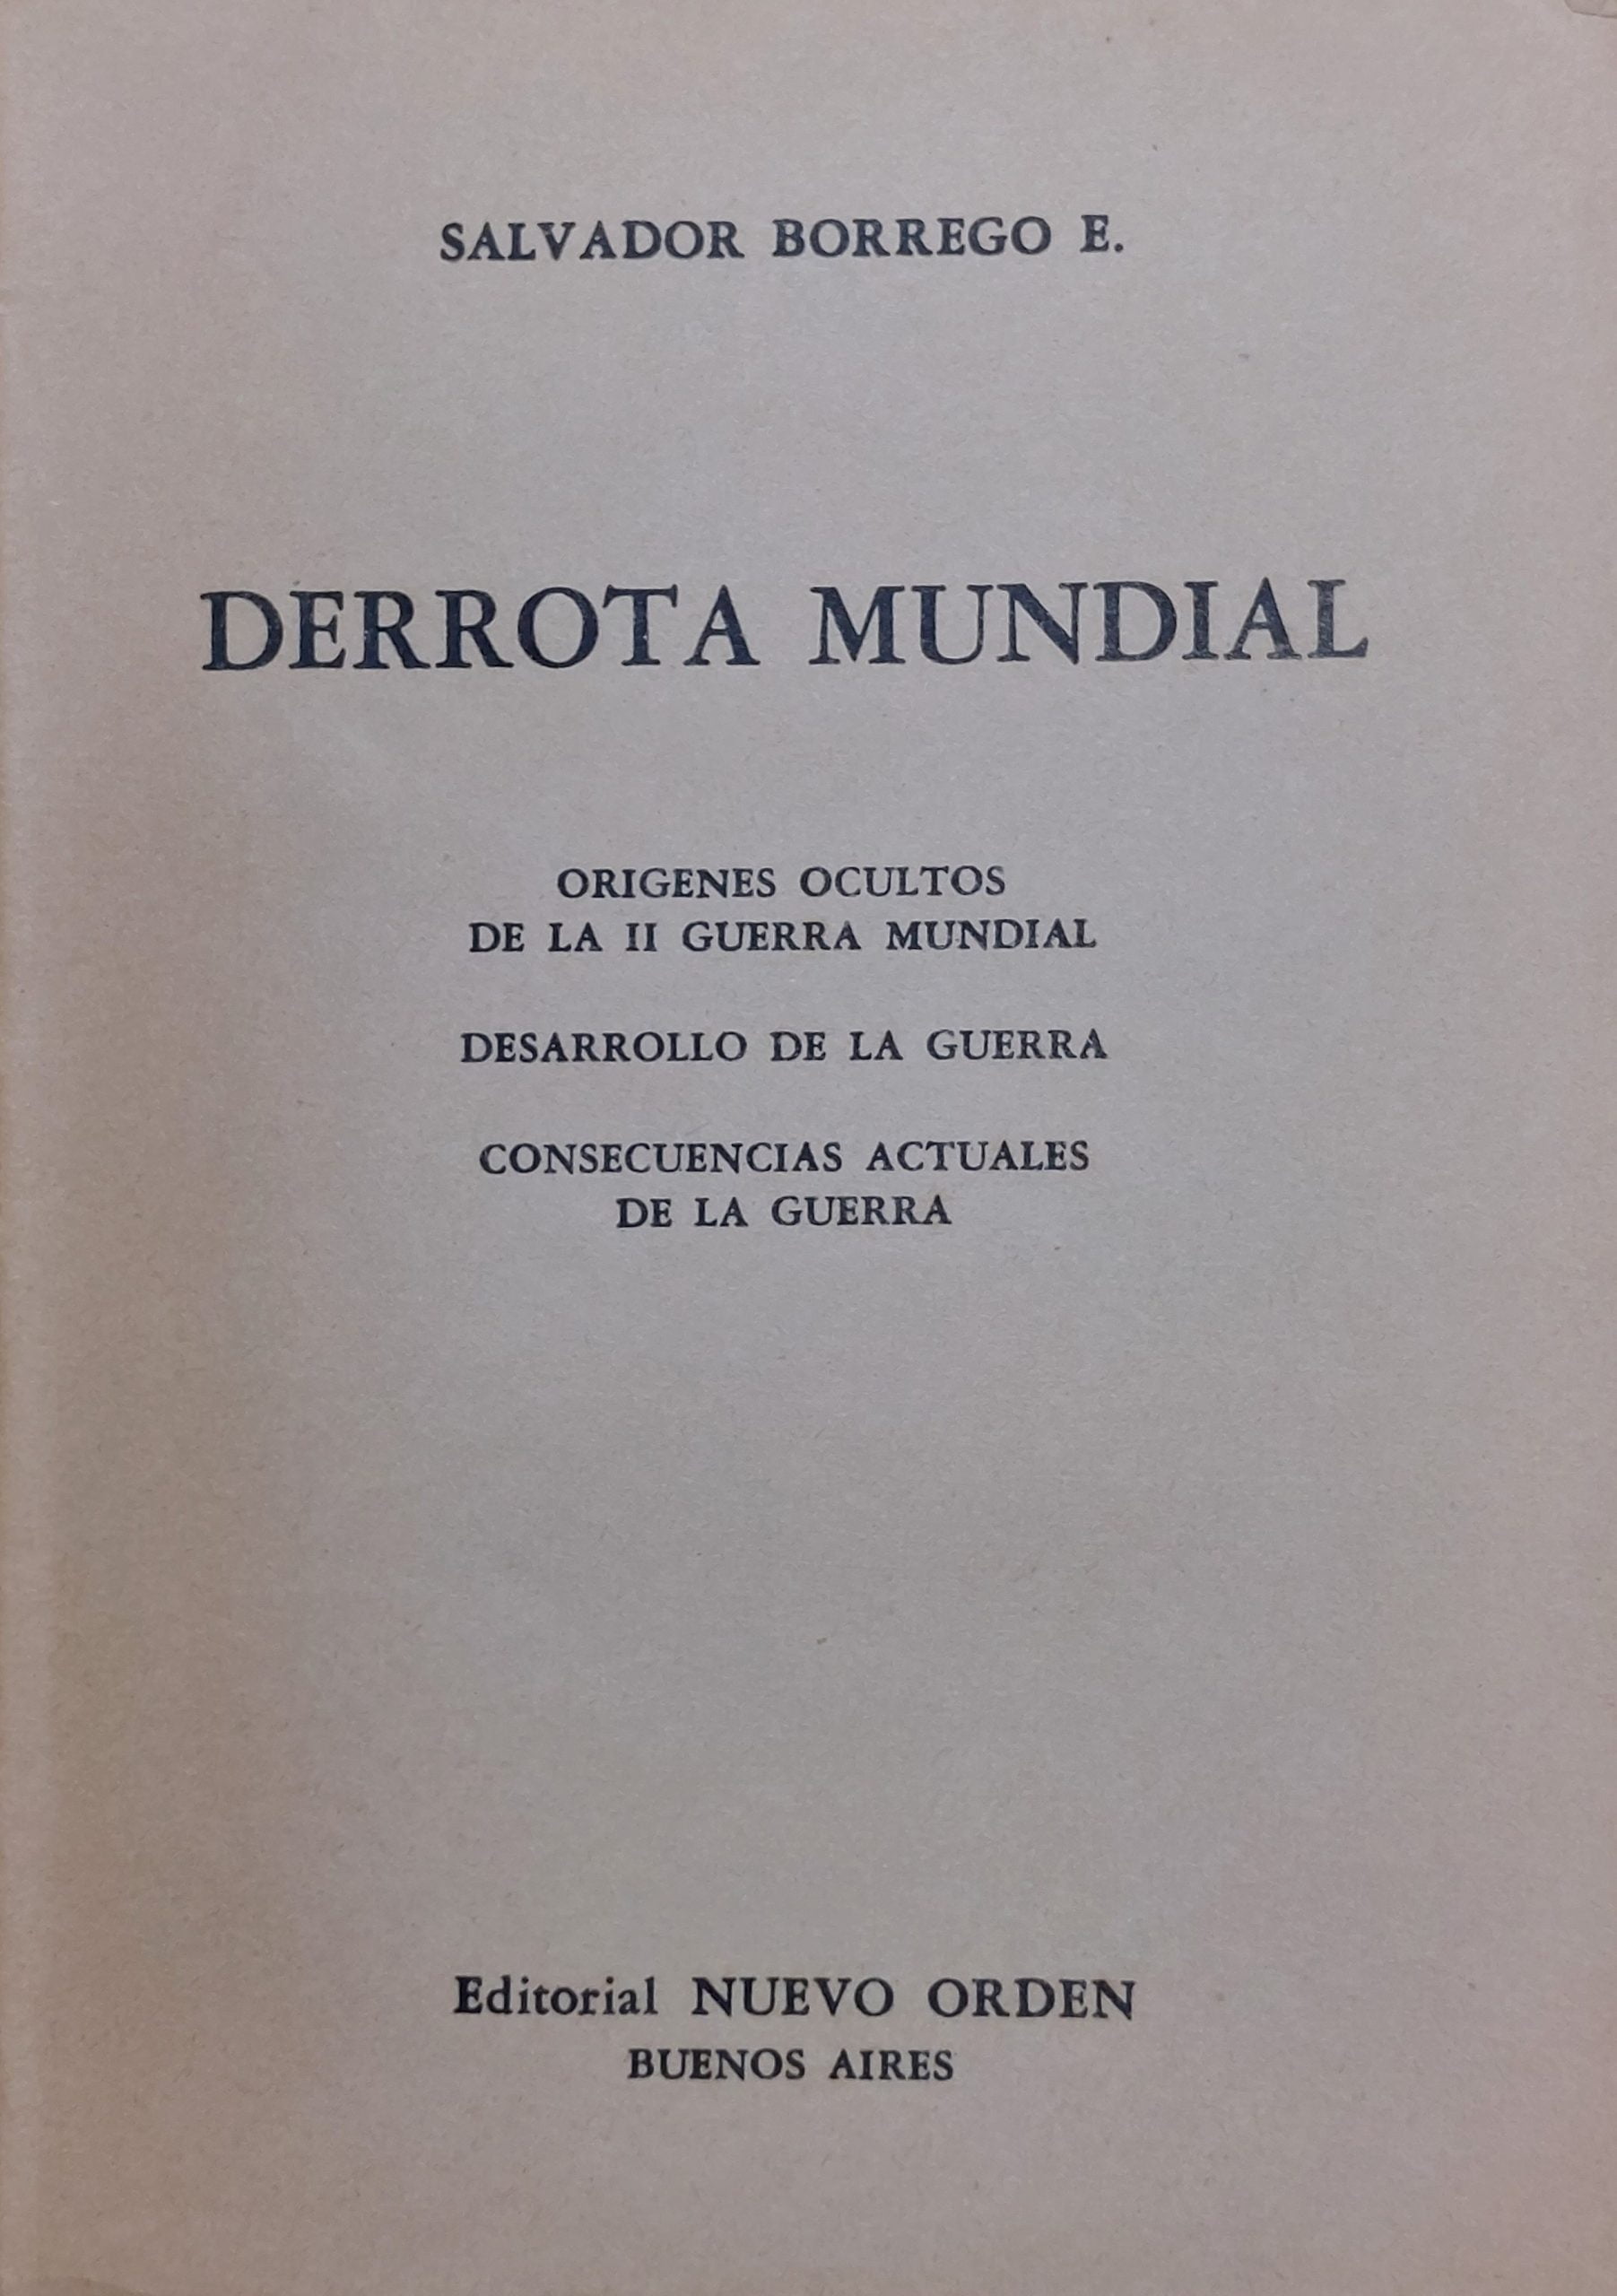 SALVADOR BORREGO E.
DERROTA MUNDIAL
ORIGENES OCULTOS
DE LA II GUERRA MUNDIAL
DESARROLLO DE LA GUERRA
CONSECUENCIAS ACTUALES
DE LA GUERRA
Editorial NUEVO ORDEN
BUENOS AIRES